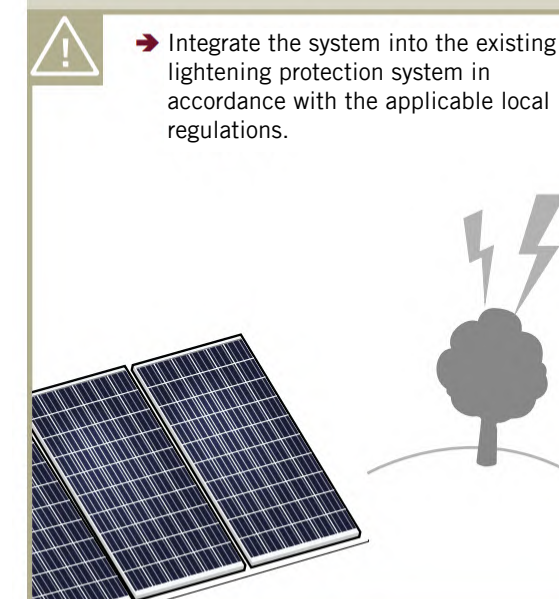 ➔ Integrate the system into the existing
lightening protection system in
accordance with the applicable local
regulations.